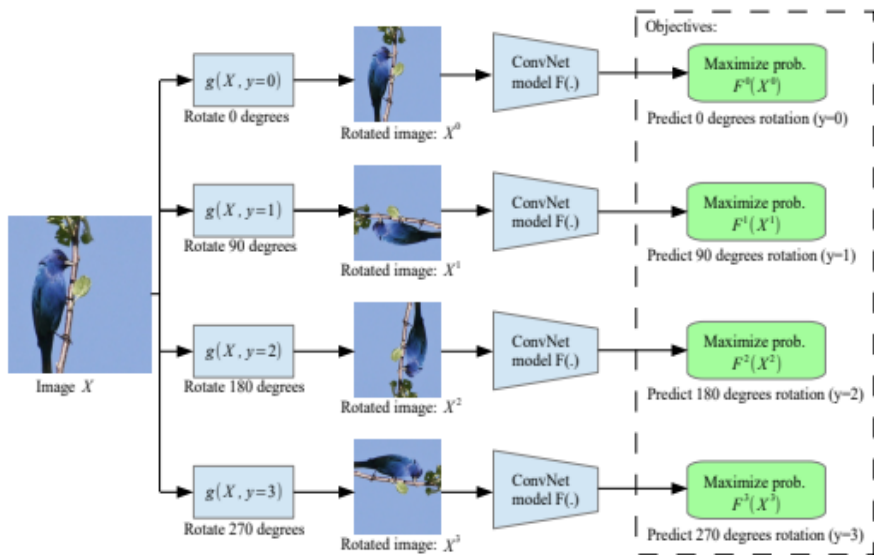 Objectives:
g(X, y=0)
Rotate 0 degrees
Rotated image: X⁰
ConvNet
model F(.)
Maximize prob.
F⁰(X⁰)
Predict 0 degrees rotation (y=0)
g(X, y=1)
Rotate 90 degrees
Rotated image: X¹
ConvNet
model F(.)
Maximize prob.
F¹(X¹)
Predict 90 degrees rotation (y=1)
Image X
g(X, y=2)
Rotate 180 degrees
Rotated image: X²
ConvNet
model F(.)
Maximize prob.
F²(X²)
Predict 180 degrees rotation (y=2)
g(X, y=3)
Rotate 270 degrees
Rotated image: X³
ConvNet
model F(.)
Maximize prob.
F³(X³)
Predict 270 degrees rotation (y=3)